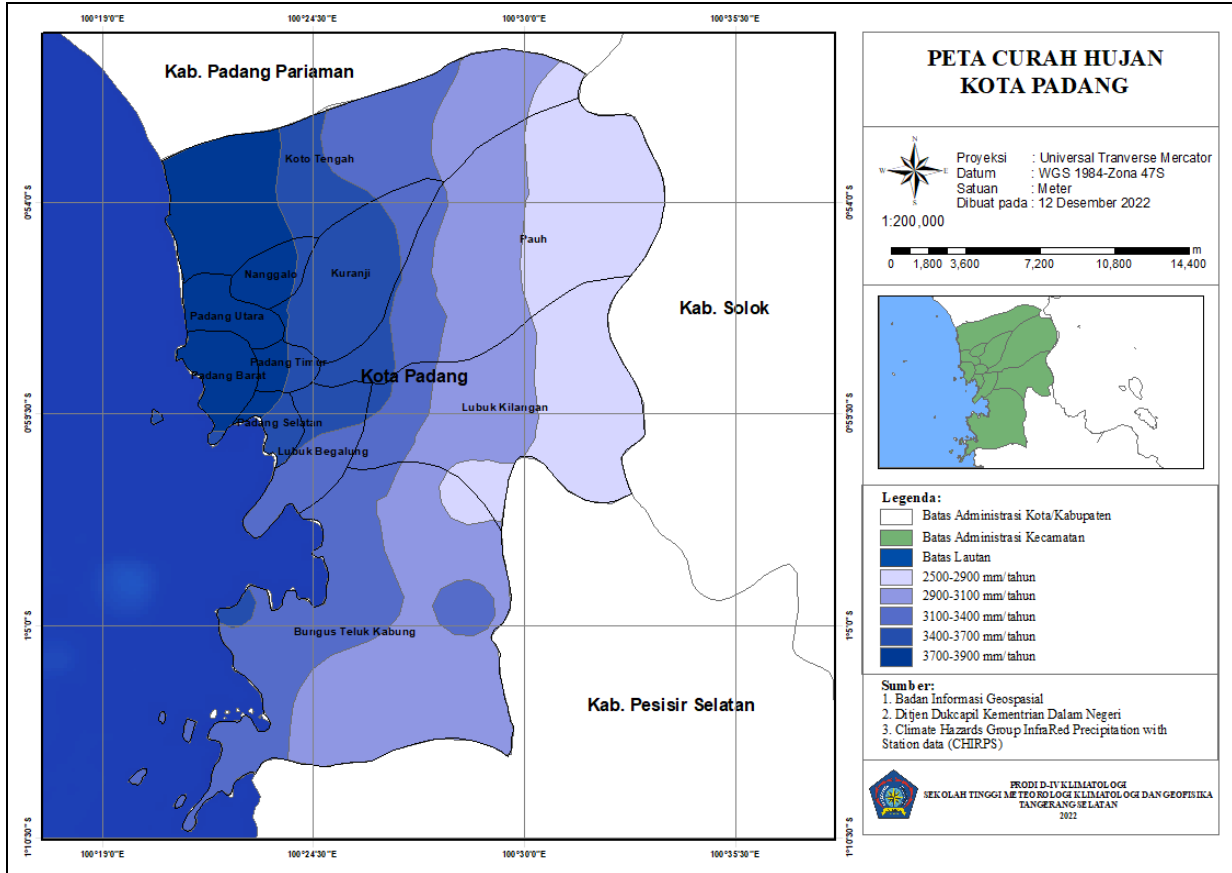 100°19'0"E 100°24'30"E 100°30'0"E 100°35'30"E
Kab. Padang Pariaman
Koto Tengah
0°54'0"S 0°54'0"S
Pauh
Nanggalo
Kuranji
Kab. Solok
Padang Utara
Padang Timur
Padang Barat
Kota Padang
Lubuk Kilangan
0°59'30"S 0°59'30"S
Padang Selatan
Lubuk Begalung
1°5'0"S 1°5'0"S
Bungus Teluk Kabung
Kab. Pesisir Selatan
1°10'30"S 1°10'30"S
100°19'0"E 100°24'30"E 100°30'0"E 100°35'30"E
PETA CURAH HUJAN
KOTA PADANG
N
W E
S
Proyeksi : Universal Tranverse Mercator
Datum : WGS 1984-Zona 47S
Satuan : Meter
Dibuat pada : 12 Desember 2022
1:200,000
m
0 1,800 3,600 7,200 10,800 14,400
Legenda:
Batas Administrasi Kota/Kabupaten
Batas Administrasi Kecamatan
Batas Lautan
2500-2900 mm/tahun
2900-3100 mm/tahun
3100-3400 mm/tahun
3400-3700 mm/tahun
3700-3900 mm/tahun
Sumber:
1. Badan Informasi Geospasial
2. Ditjen Dukcapil Kementrian Dalam Negeri
3. Climate Hazards Group InfraRed Precipitation with
Station data (CHIRPS)
PRODI D-IV KLIMATOLOGI
SEKOLAH TINGGI METEOROLOGI KLIMATOLOGI DAN GEOFISIKA
TANGERANG SELATAN
2022